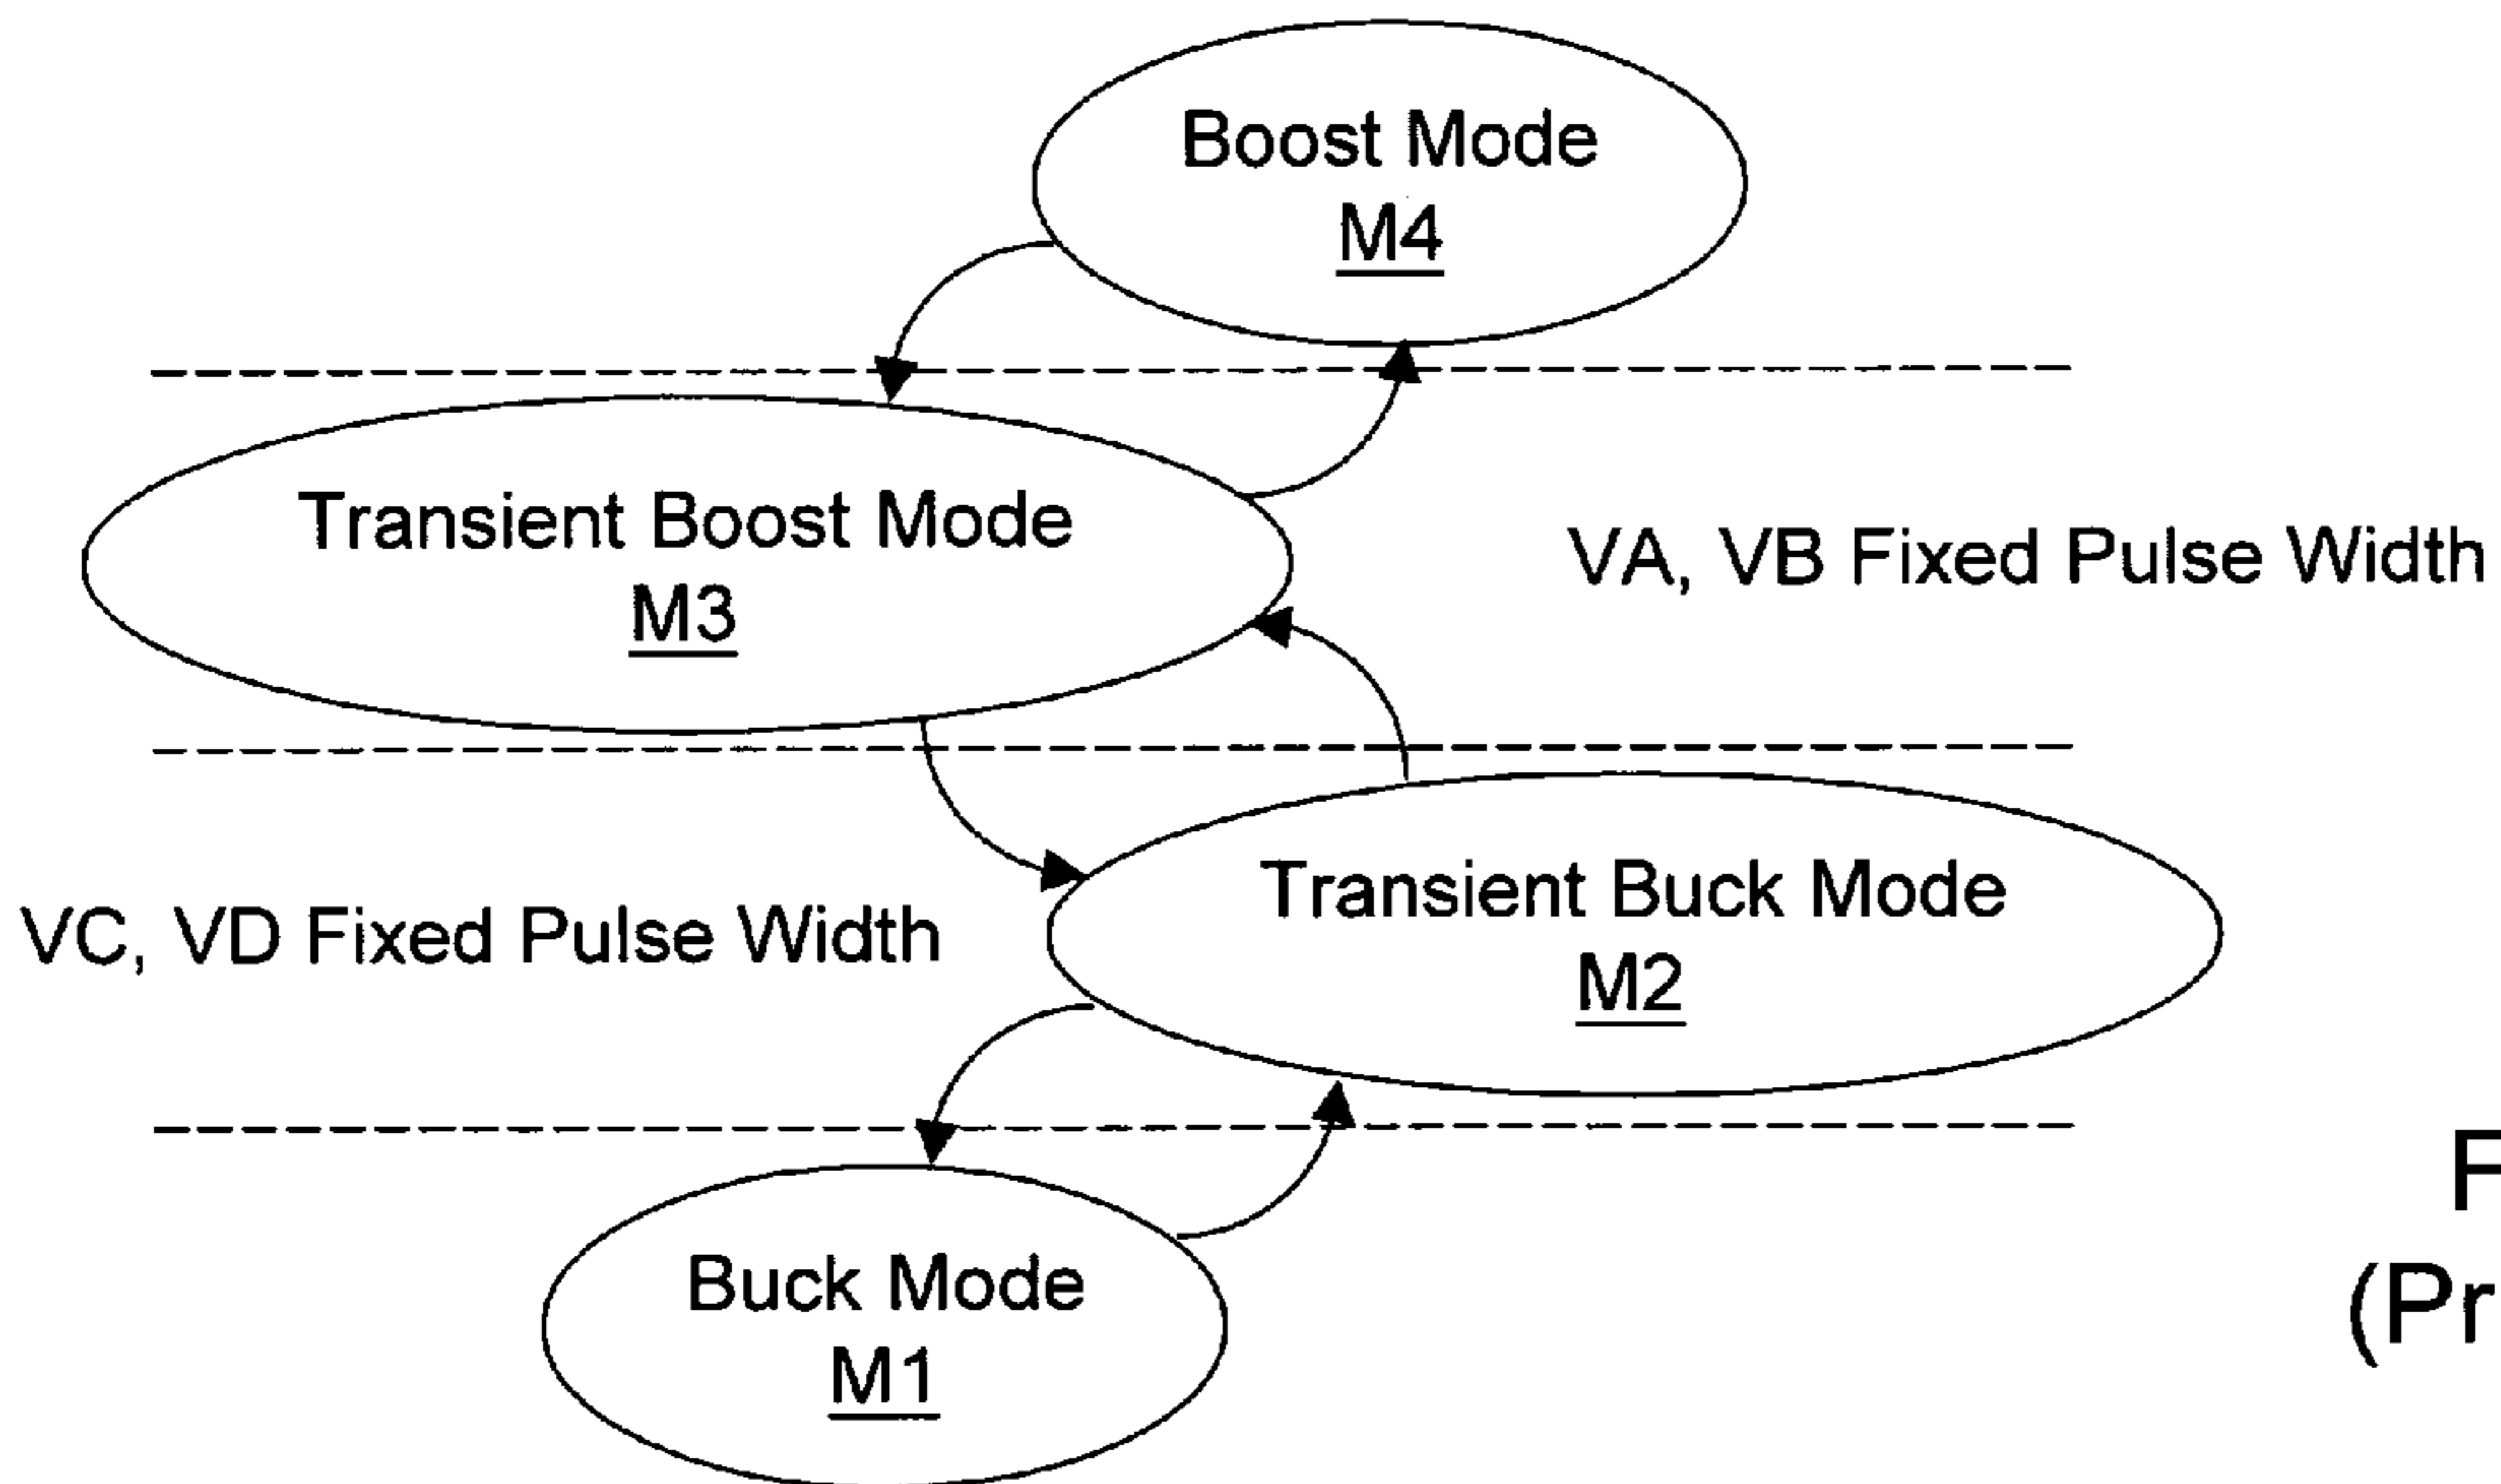 Boost Mode
M4
Transient Boost Mode
M3
VA, VB Fixed Pulse Width
Transient Buck Mode
M2
VC, VD Fixed Pulse Width
Buck Mode
M1